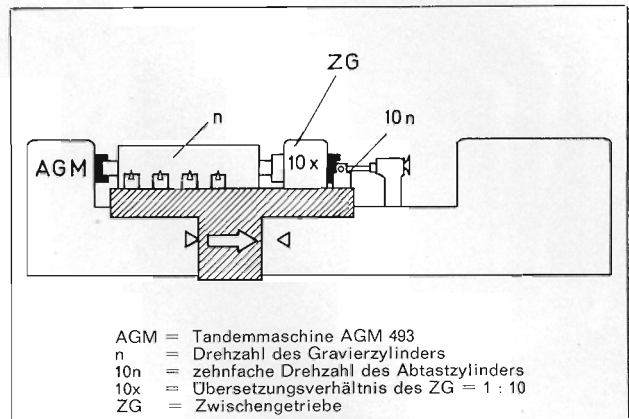 ZG
n
10 n
AGM
10x
AGM = Tandemmaschine AGM 493
n = Drehzahl des Gravierzylinders
10n = zehnfache Drehzahl des Abtastzylinders
10x = Übersetzungsverhältnis des ZG = 1 : 10
ZG = Zwischengetriebe